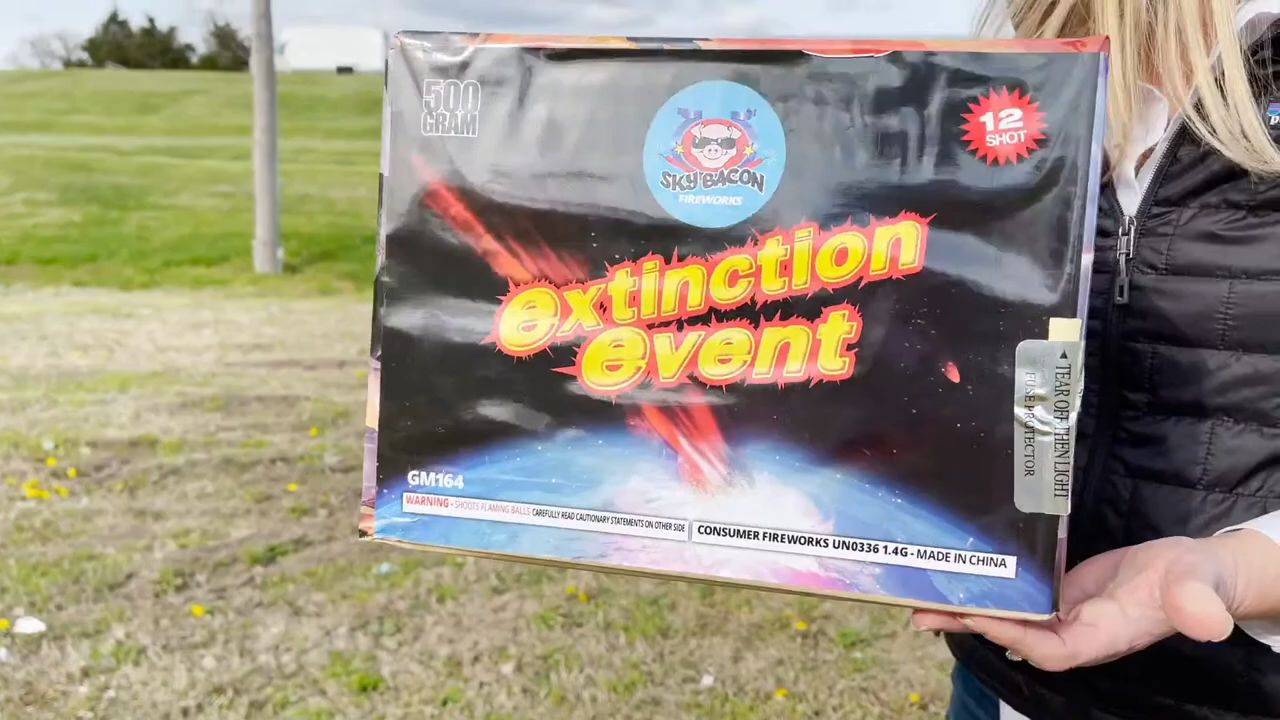 500
GRAM
SKY BACON
FIREWORKS
12
SHOT
extinction
event
TEAR OFF THEN LIGHT
FUSE PROTECTOR
GM164
WARNING - SHOOTS FLAMING BALLS CAREFULLY READ CAUTIONARY STATEMENTS ON OTHER SIDE
CONSUMER FIREWORKS UN0336 1.4G - MADE IN CHINA